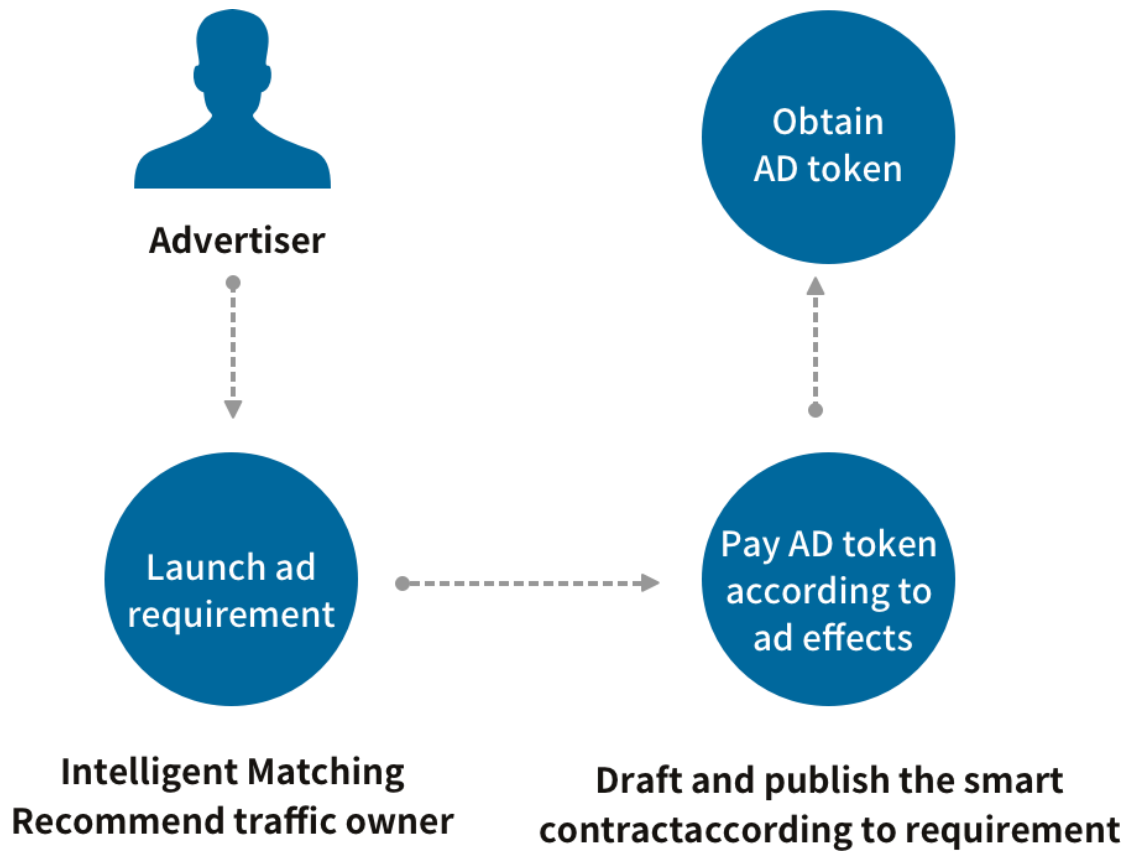 Advertiser
Obtain
AD token
Launch ad
requirement
Pay AD token
according to
ad effects
Intelligent Matching
Recommend traffic owner
Draft and publish the smart
contractaccording to requirement